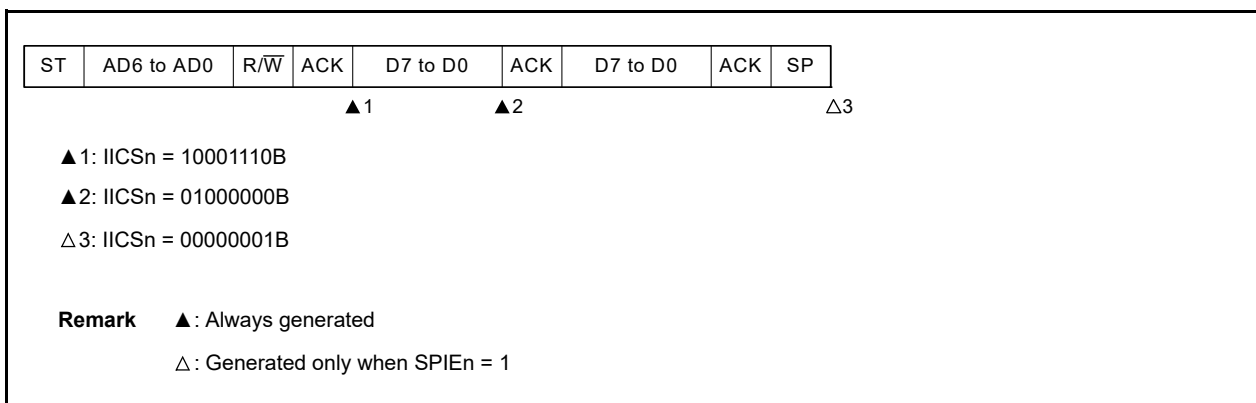 ST AD6 to AD0 R/W̅ ACK D7 to D0 ACK D7 to D0 ACK SP
▲1 ▲2 △3
▲1: IICSn = 10001110B
▲2: IICSn = 01000000B
△3: IICSn = 00000001B
Remark ▲: Always generated
△: Generated only when SPIEn = 1